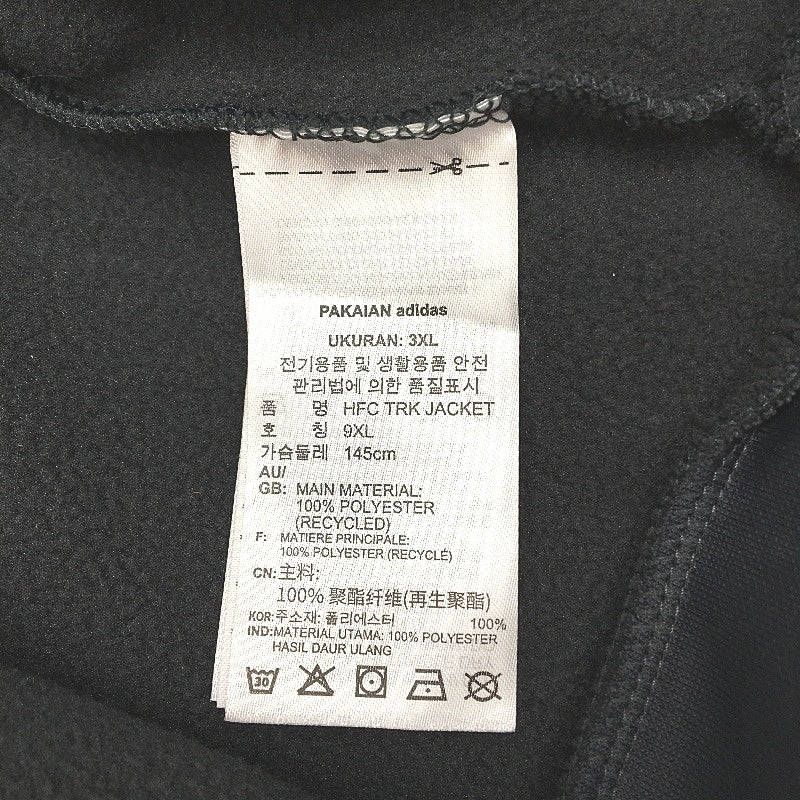 PAKAIAN adidas
UKURAN: 3XL
전기용품 및 생활용품 안전
관리법에 의한 품질표시
품 명 HFC TRK JACKET
호 칭 9XL
가슴둘레 145cm
AU/
GB: MAIN MATERIAL:
100% POLYESTER
(RECYCLED)
F: MATIERE PRINCIPALE:
100% POLYESTER (RECYCLÉ)
CN: 主料:
100% 聚酯纤维(再生聚酯)
KOR: 주소재: 폴리에스터 100%
IND: MATERIAL UTAMA: 100% POLYESTER
HASIL DAUR ULANG
30